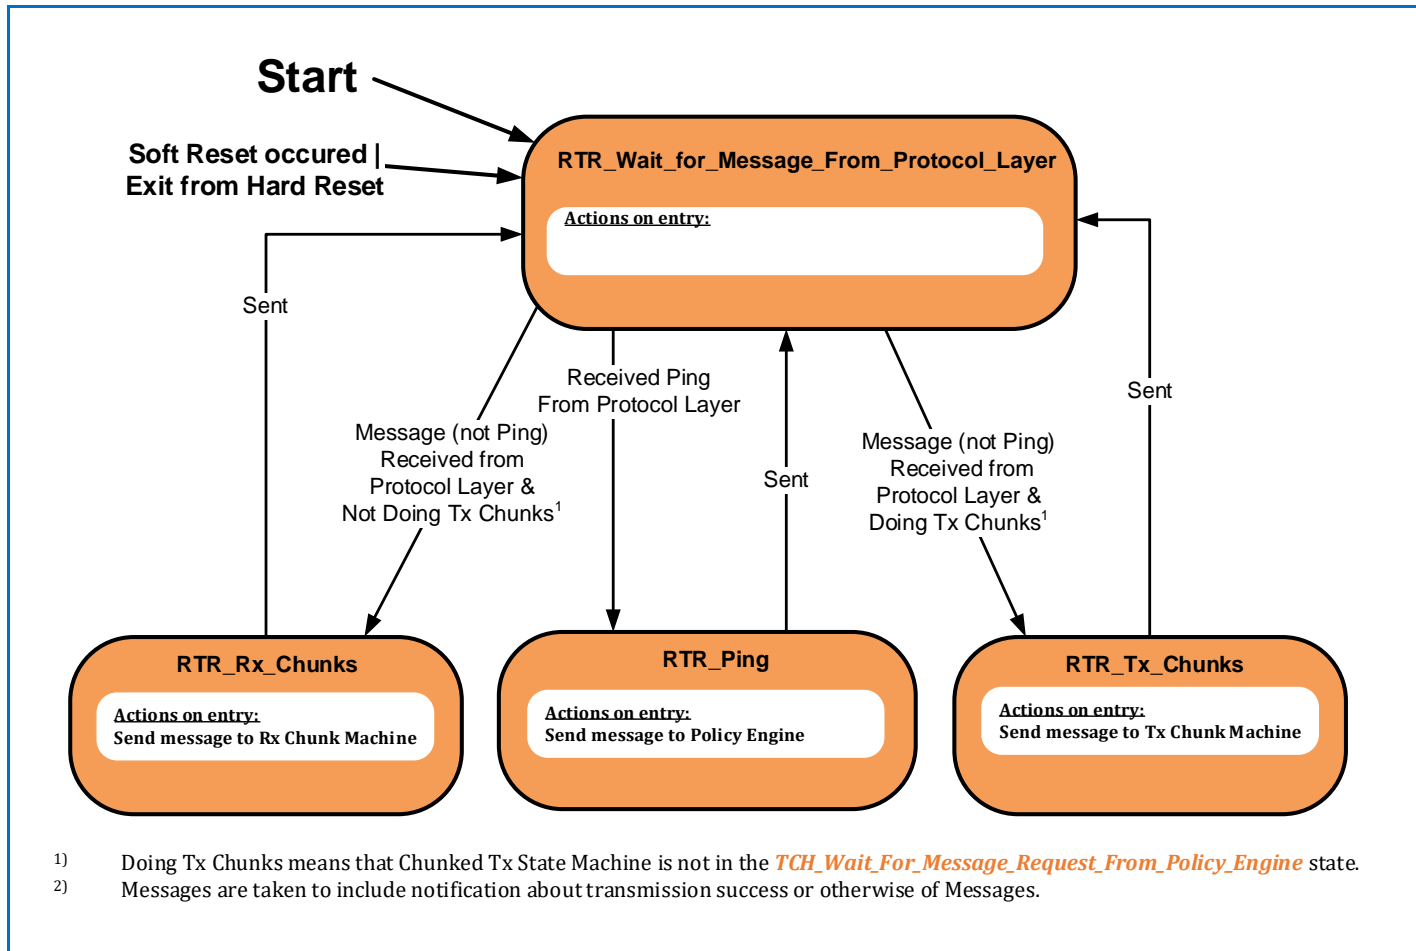 Start
Soft Reset occured |
Exit from Hard Reset
RTR_Wait_for_Message_From_Protocol_Layer
Actions on entry:
Sent
Received Ping
From Protocol Layer
Message (not Ping)
Received from
Protocol Layer &
Not Doing Tx Chunks1
Sent
Message (not Ping)
Received from
Protocol Layer &
Doing Tx Chunks1
Sent
RTR_Rx_Chunks
Actions on entry:
Send message to Rx Chunk Machine
RTR_Ping
Actions on entry:
Send message to Policy Engine
RTR_Tx_Chunks
Actions on entry:
Send message to Tx Chunk Machine
1) Doing Tx Chunks means that Chunked Tx State Machine is not in the TCH_Wait_For_Message_Request_From_Policy_Engine state.
2) Messages are taken to include notification about transmission success or otherwise of Messages.